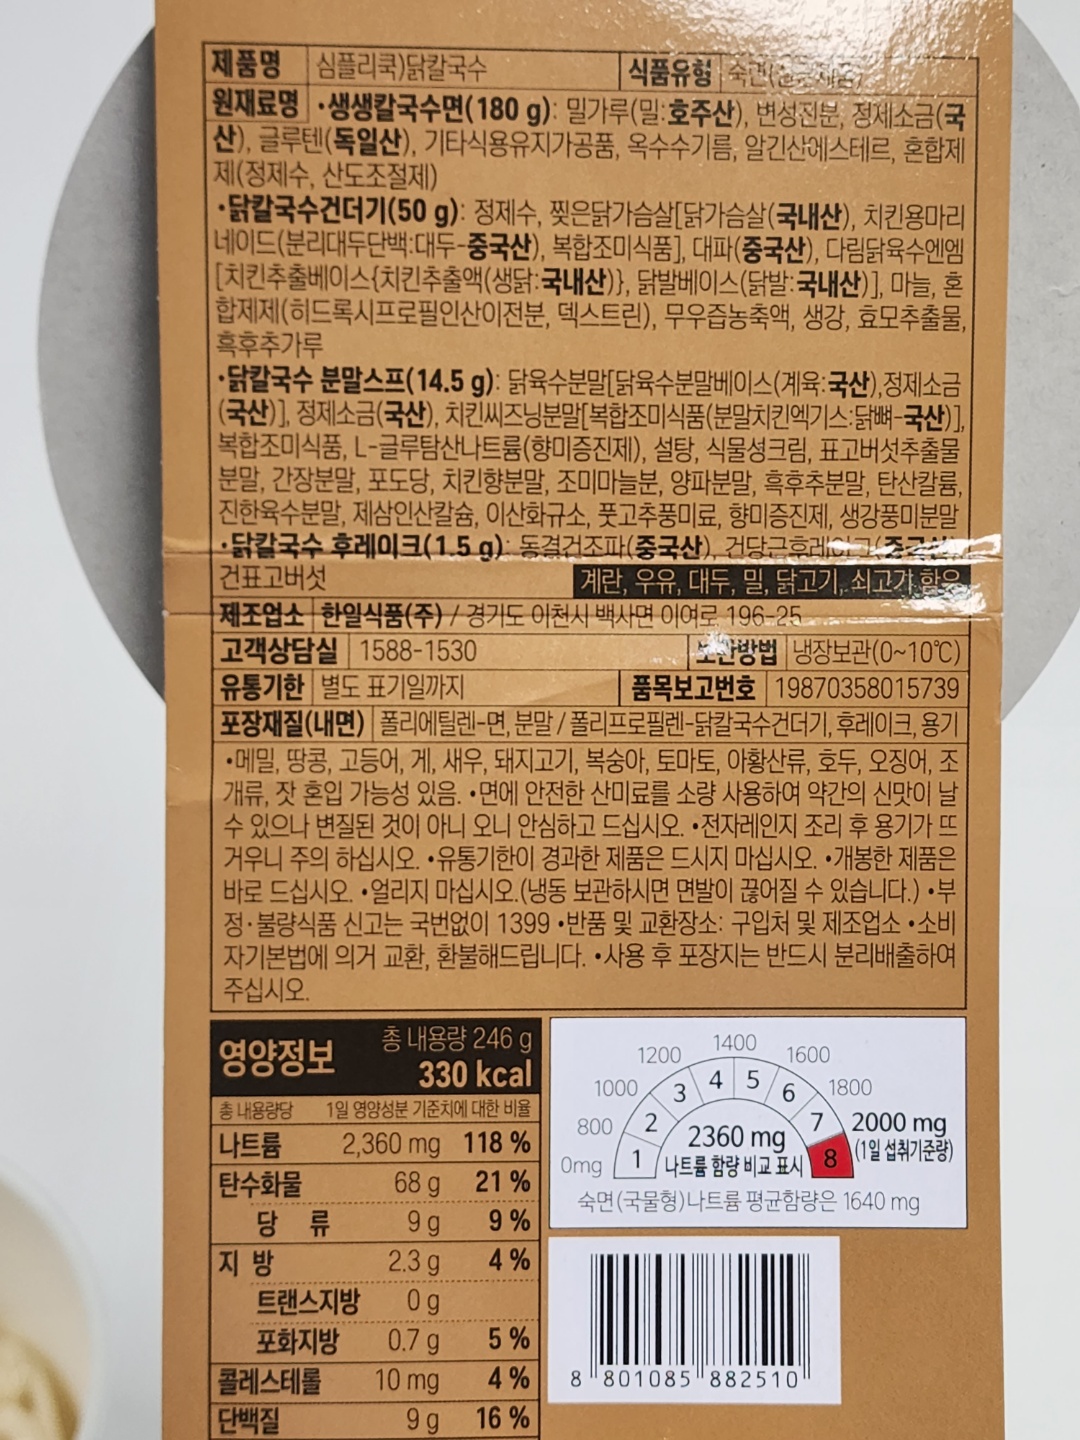 제품명 심플리쿡)닭칼국수 식품유형
원재료명 •생생칼국수면(180 g): 밀가루(밀:호주산), 변성전분, 정제소금(국
산), 글루텐(독일산), 기타식용유지가공품, 옥수수기름, 알긴산에스테르, 혼합제
제(정제수, 산도조절제)
•닭칼국수건더기(50 g): 정제수, 찢은닭가슴살[닭가슴살(국내산), 치킨용마리
네이드(분리대두단백:대두-중국산), 복합조미식품], 대파(중국산), 다림닭육수엔엠
[치킨추출베이스{치킨추출액(생닭:국내산)}, 닭발베이스(닭발:국내산)], 마늘, 혼
합제제(히드록시프로필인산이전분, 덱스트린), 무우즙농축액, 생강, 효모추출물,
흑후추가루
•닭칼국수 분말스프(14.5 g): 닭육수분말[닭육수분말베이스(계육:국산),정제소금
(국산)], 정제소금(국산), 치킨씨즈닝분말[복합조미식품(분말치킨엑기스:닭뼈-국산)],
복합조미식품, L-글루탐산나트륨(향미증진제), 설탕, 식물성크림, 표고버섯추출물
분말, 간장분말, 포도당, 치킨향분말, 조미마늘분, 양파분말, 흑후추분말, 탄산칼륨,
진한육수분말, 제삼인산칼슘, 이산화규소, 풋고추풍미료, 향미증진제, 생강풍미분말
•닭칼국수 후레이크(1.5 g): 동결건조파(중국산), 건당근후레이크(중국산),
건표고버섯 계란, 우유, 대두, 밀, 닭고기, 쇠고기 함유
제조업소 한일식품(주) / 경기도 이천시 백사면 이여로 196-25
고객상담실 1588-1530 보관방법 냉장보관(0~10℃)
유통기한 별도 표기일까지 품목보고번호 19870358015739
포장재질(내면) 폴리에틸렌-면, 분말 / 폴리프로필렌-닭칼국수건더기, 후레이크, 용기
•메밀, 땅콩, 고등어, 게, 새우, 돼지고기, 복숭아, 토마토, 아황산류, 호두, 오징어, 조
개류, 잣 혼입 가능성 있음. •면에 안전한 산미료를 소량 사용하여 약간의 신맛이 날
수 있으나 변질된 것이 아니 오니 안심하고 드십시오. •전자레인지 조리 후 용기가 뜨
거우니 주의 하십시오. •유통기한이 경과한 제품은 드시지 마십시오. •개봉한 제품은
바로 드십시오. •얼리지 마십시오.(냉동 보관하시면 면발이 끊어질 수 있습니다.) •부
정·불량식품 신고는 국번없이 1399 •반품 및 교환장소: 구입처 및 제조업소 •소비
자기본법에 의거 교환, 환불해드립니다. •사용 후 포장지는 반드시 분리배출하여
주십시오.
영양정보 총 내용량 246 g
330 kcal
총 내용량당 1일 영양성분 기준치에 대한 비율
나트륨 2,360 mg 118 %
탄수화물 68 g 21 %
당 류 9 g 9 %
지 방 2.3 g 4 %
트랜스지방 0 g
포화지방 0.7 g 5 %
콜레스테롤 10 mg 4 %
단백질 9 g 16 %
0mg 800 1000 1200 1400 1600 1800 2000 mg
(1일 섭취기준량)
1 2 3 4 5 6 7 8
2360 mg
나트륨 함량 비교 표시
숙면(국물형)나트륨 평균함량은 1640 mg
8 801085 882510